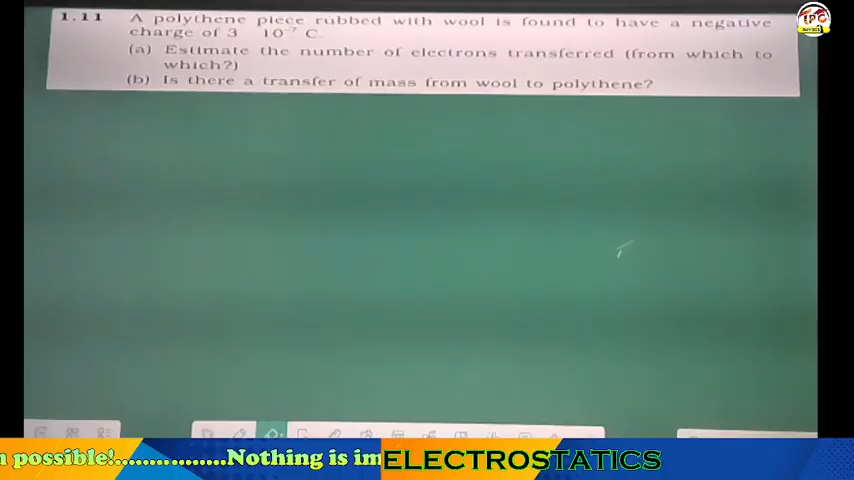 1.11 A polythene piece rubbed with wool is found to have a negative
charge of 3 10⁻⁷ C.
(a) Estimate the number of electrons transferred (from which to
which?)
(b) Is there a transfer of mass from wool to polythene?
TPC
m possible!................Nothing is im
ELECTROSTATICS